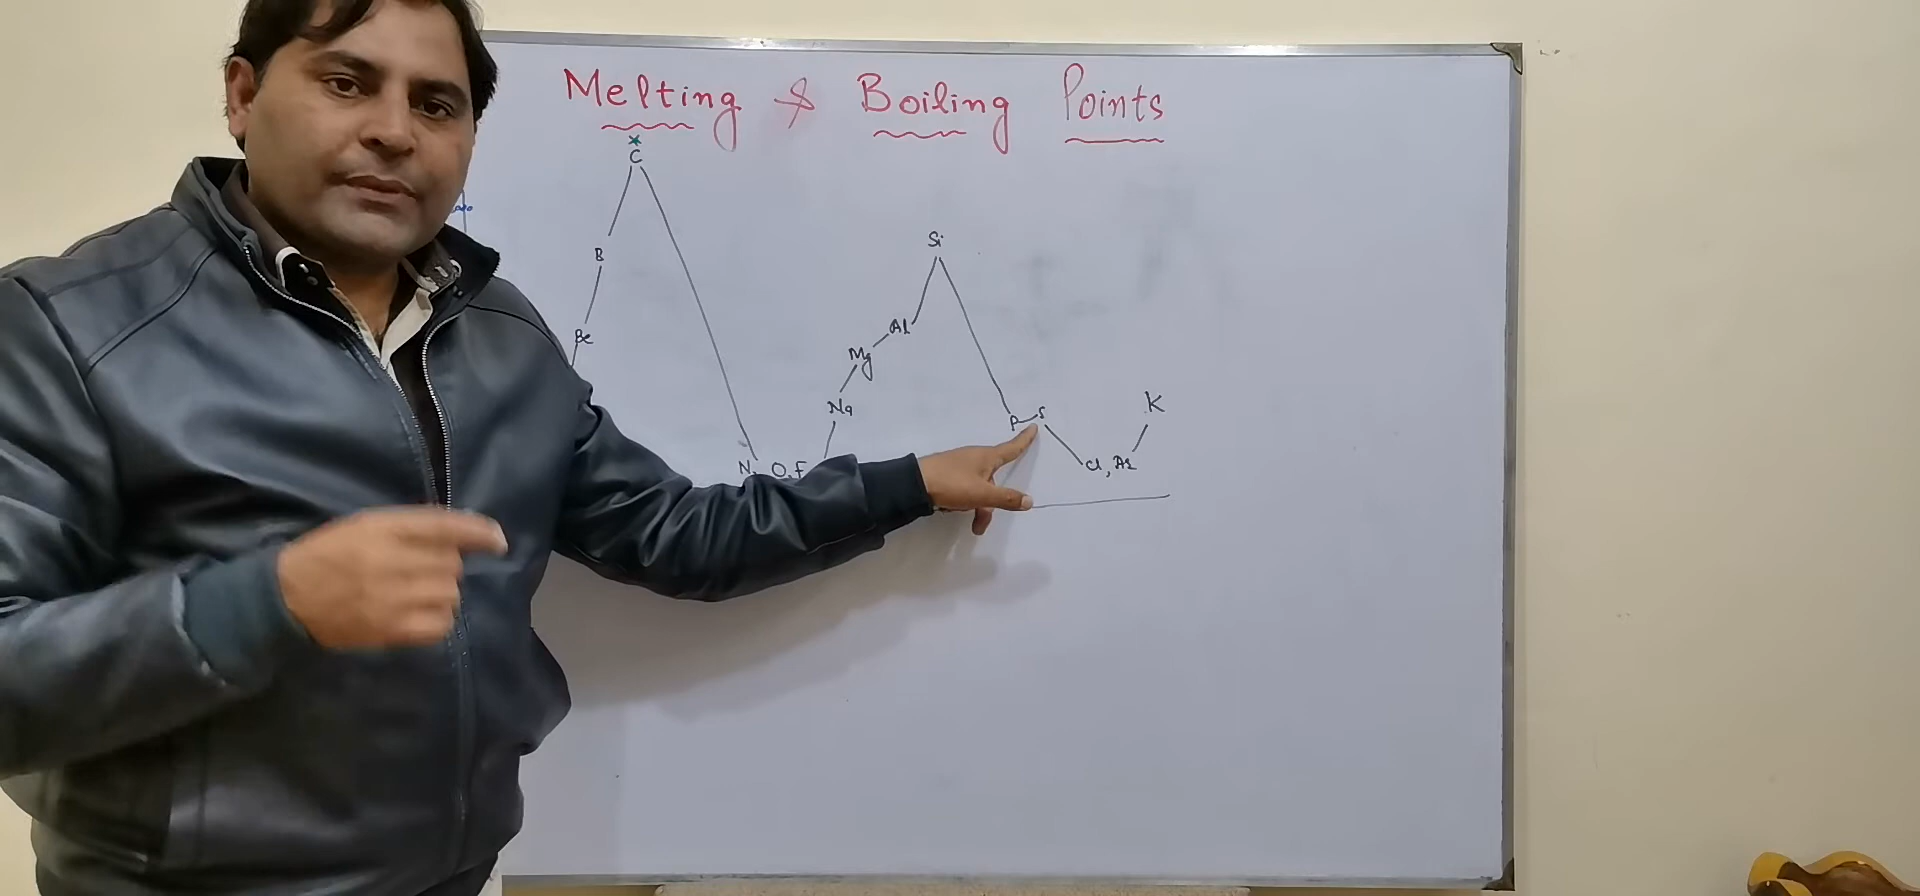 Melting & Boiling Points
C
B
Si
Be
Al
Mg
Na
K
P S
N, O, F
Cl, Ar